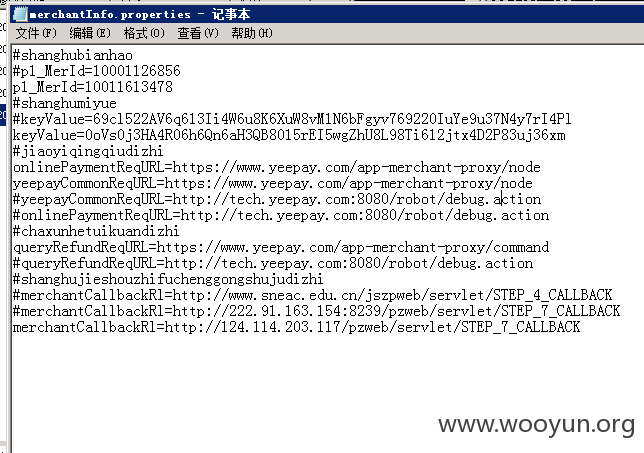 merchantInfo.properties - 记事本
文件(F) 编辑(E) 格式(O) 查看(V) 帮助(H)
#shanghubianhao
#p1_MerId=10001126856
p1_MerId=10011613478
#shanghumiyue
#keyValue=69cl522AV6q613Ii4W6u8K6XuW8vM1N6bFgyv769220IuYe9u37N4y7rI4Pl
keyValue=0oVs0j3HA4R06h6Qn6aH3QB8015rEI5wgZhU8L98Ti612jtx4D2P83uj36xm
#jiaoyiqingqiudizhi
onlinePaymentReqURL=https://www.yeepay.com/app-merchant-proxy/node
yeepayCommonReqURL=https://www.yeepay.com/app-merchant-proxy/node
#yeepayCommonReqURL=http://tech.yeepay.com:8080/robot/debug.action
#onlinePaymentReqURL=http://tech.yeepay.com:8080/robot/debug.action
#chaxunhetuikuandizhi
queryRefundReqURL=https://www.yeepay.com/app-merchant-proxy/command
#queryRefundReqURL=http://tech.yeepay.com:8080/robot/debug.action
#shanghujieshouzhifuchenggongshujudizhi
#merchantCallbackRl=http://www.sneac.edu.cn/jszpweb/servlet/STEP_4_CALLBACK
#merchantCallbackRl=http://222.91.163.154:8239/pzweb/servlet/STEP_7_CALLBACK
merchantCallbackRl=http://124.114.203.117/pzweb/servlet/STEP_7_CALLBACK
www.wooyun.org